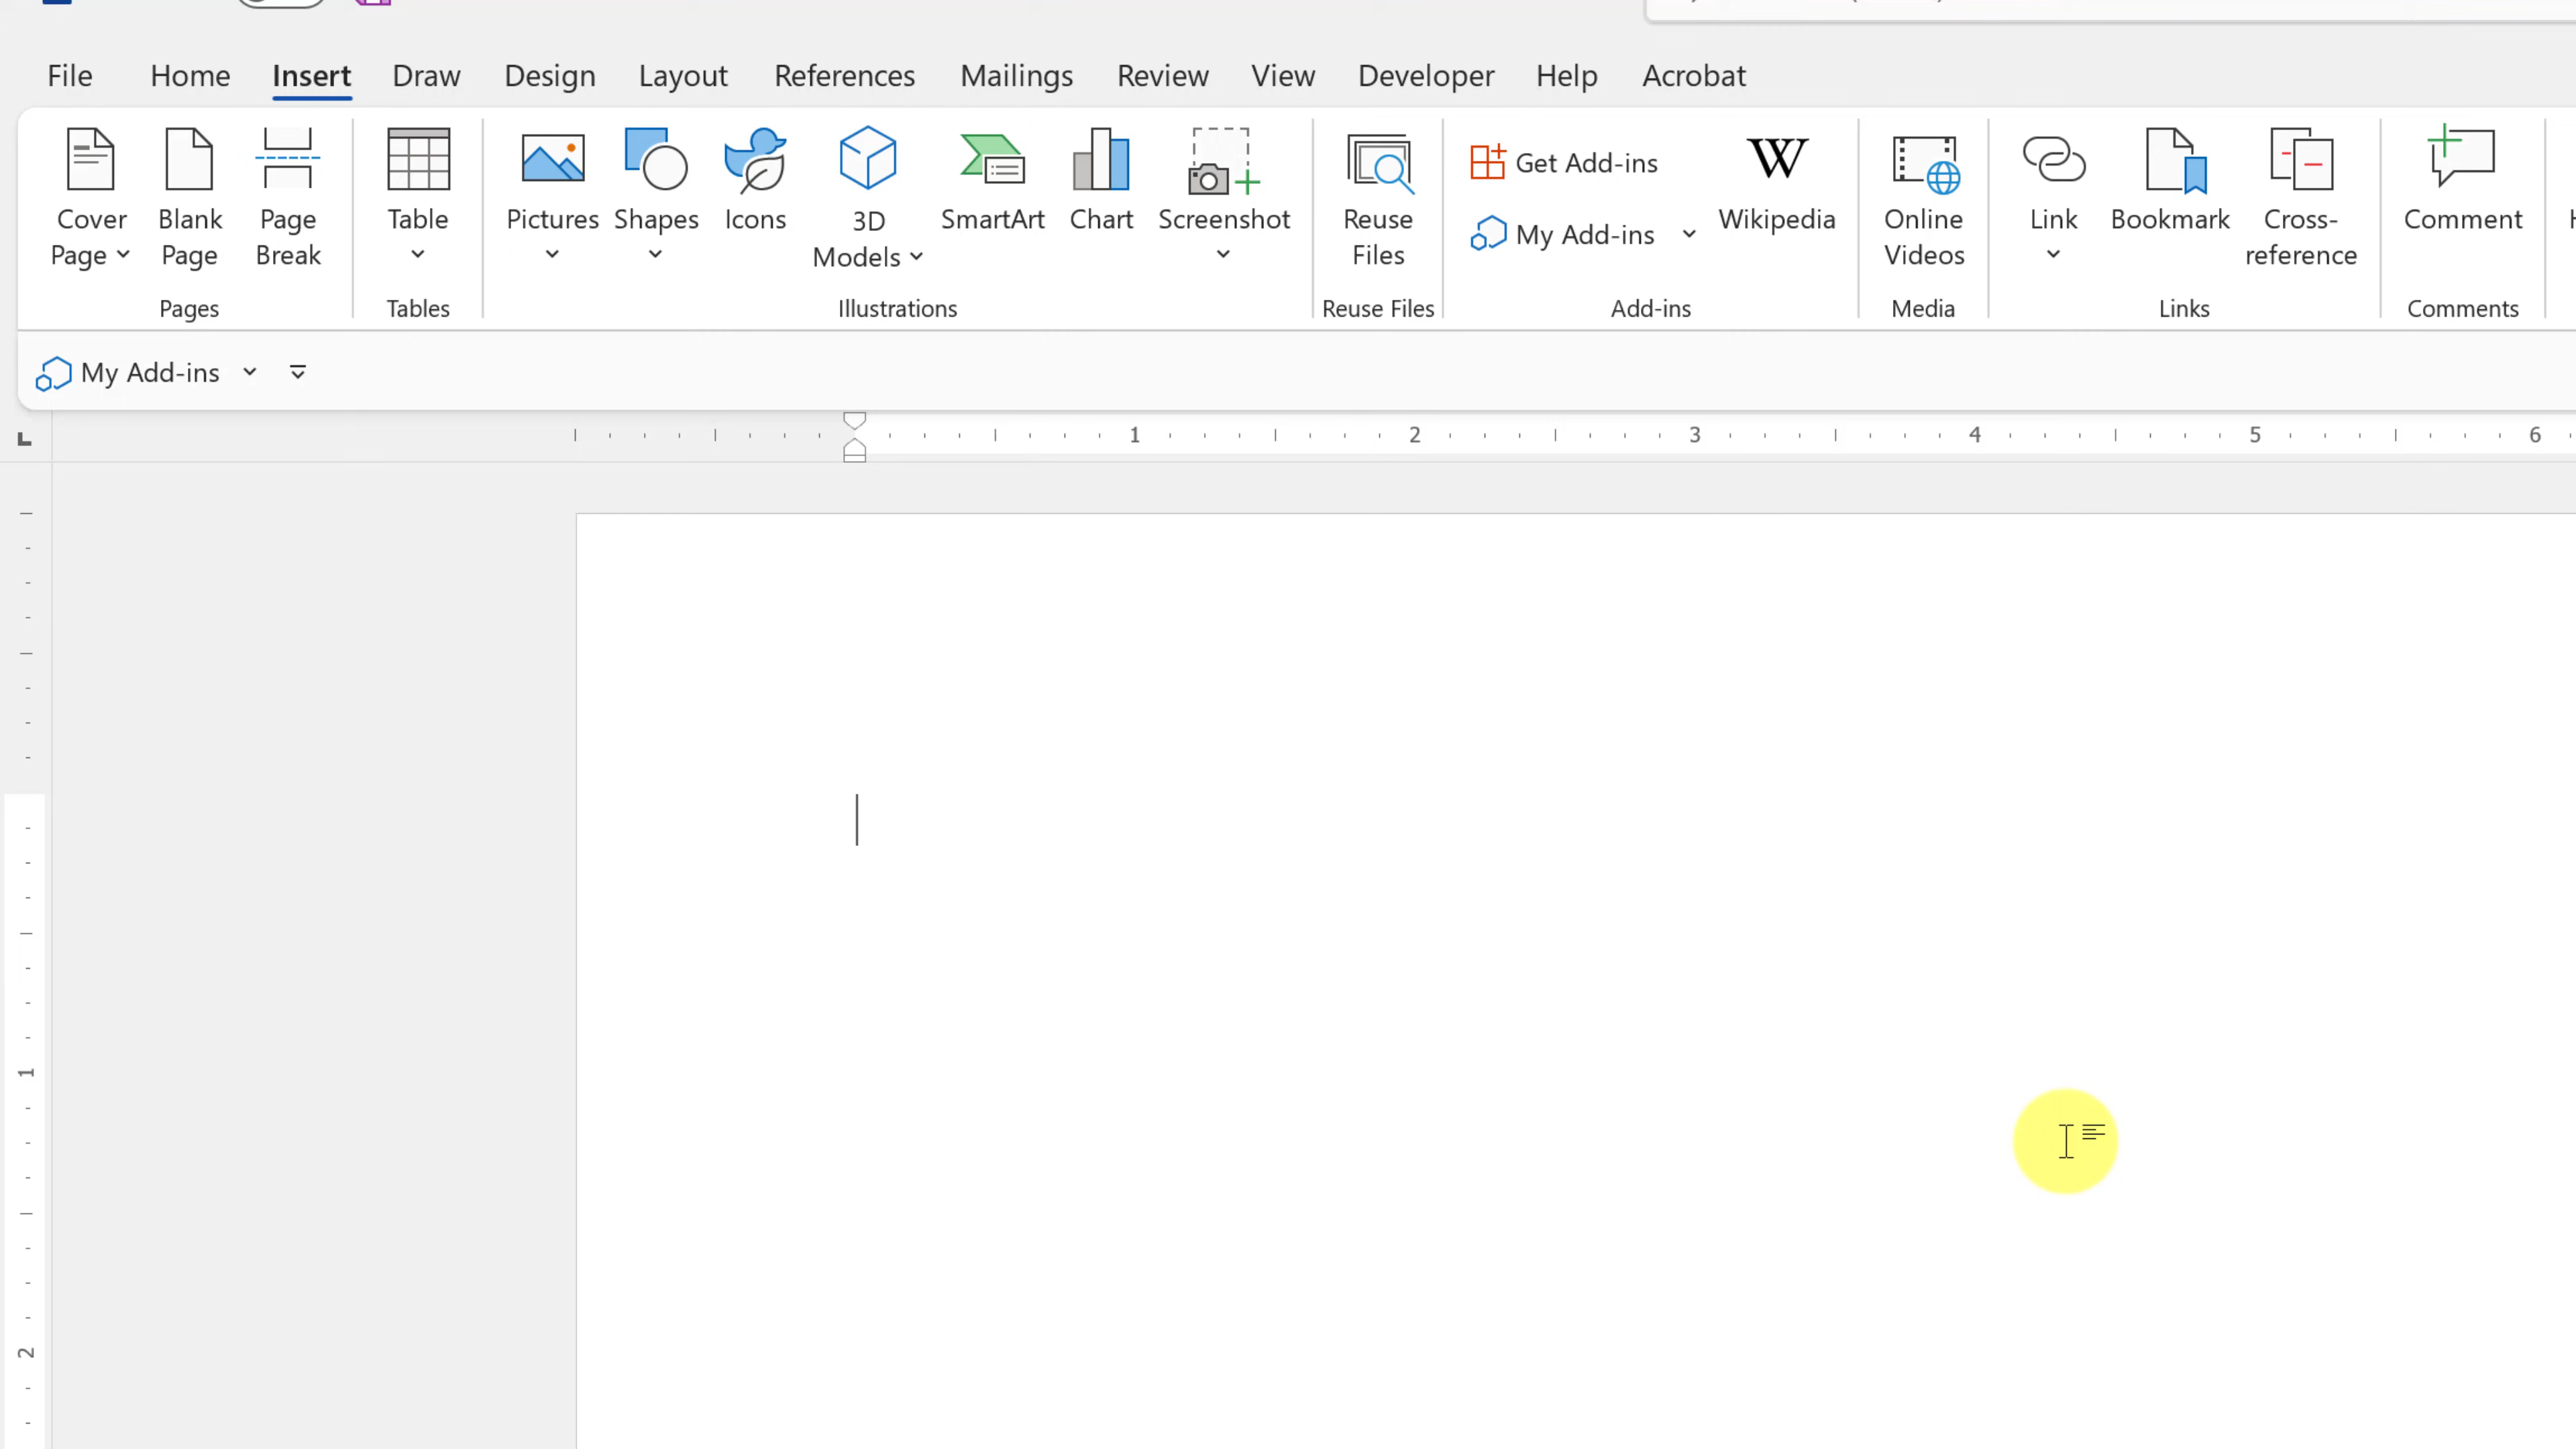 File Home Insert Draw Design Layout References Mailings Review View Developer Help Acrobat
Cover Page
Blank Page
Page Break
Pages
Table
Tables
Pictures
Shapes
Icons
3D Models
SmartArt
Chart
Screenshot
Illustrations
Reuse Files
Reuse Files
Get Add-ins
My Add-ins
W
Wikipedia
Add-ins
Online Videos
Media
Link
Bookmark
Cross-reference
Links
Comment
Comments
My Add-ins
1 2 3 4 5 6
1
2